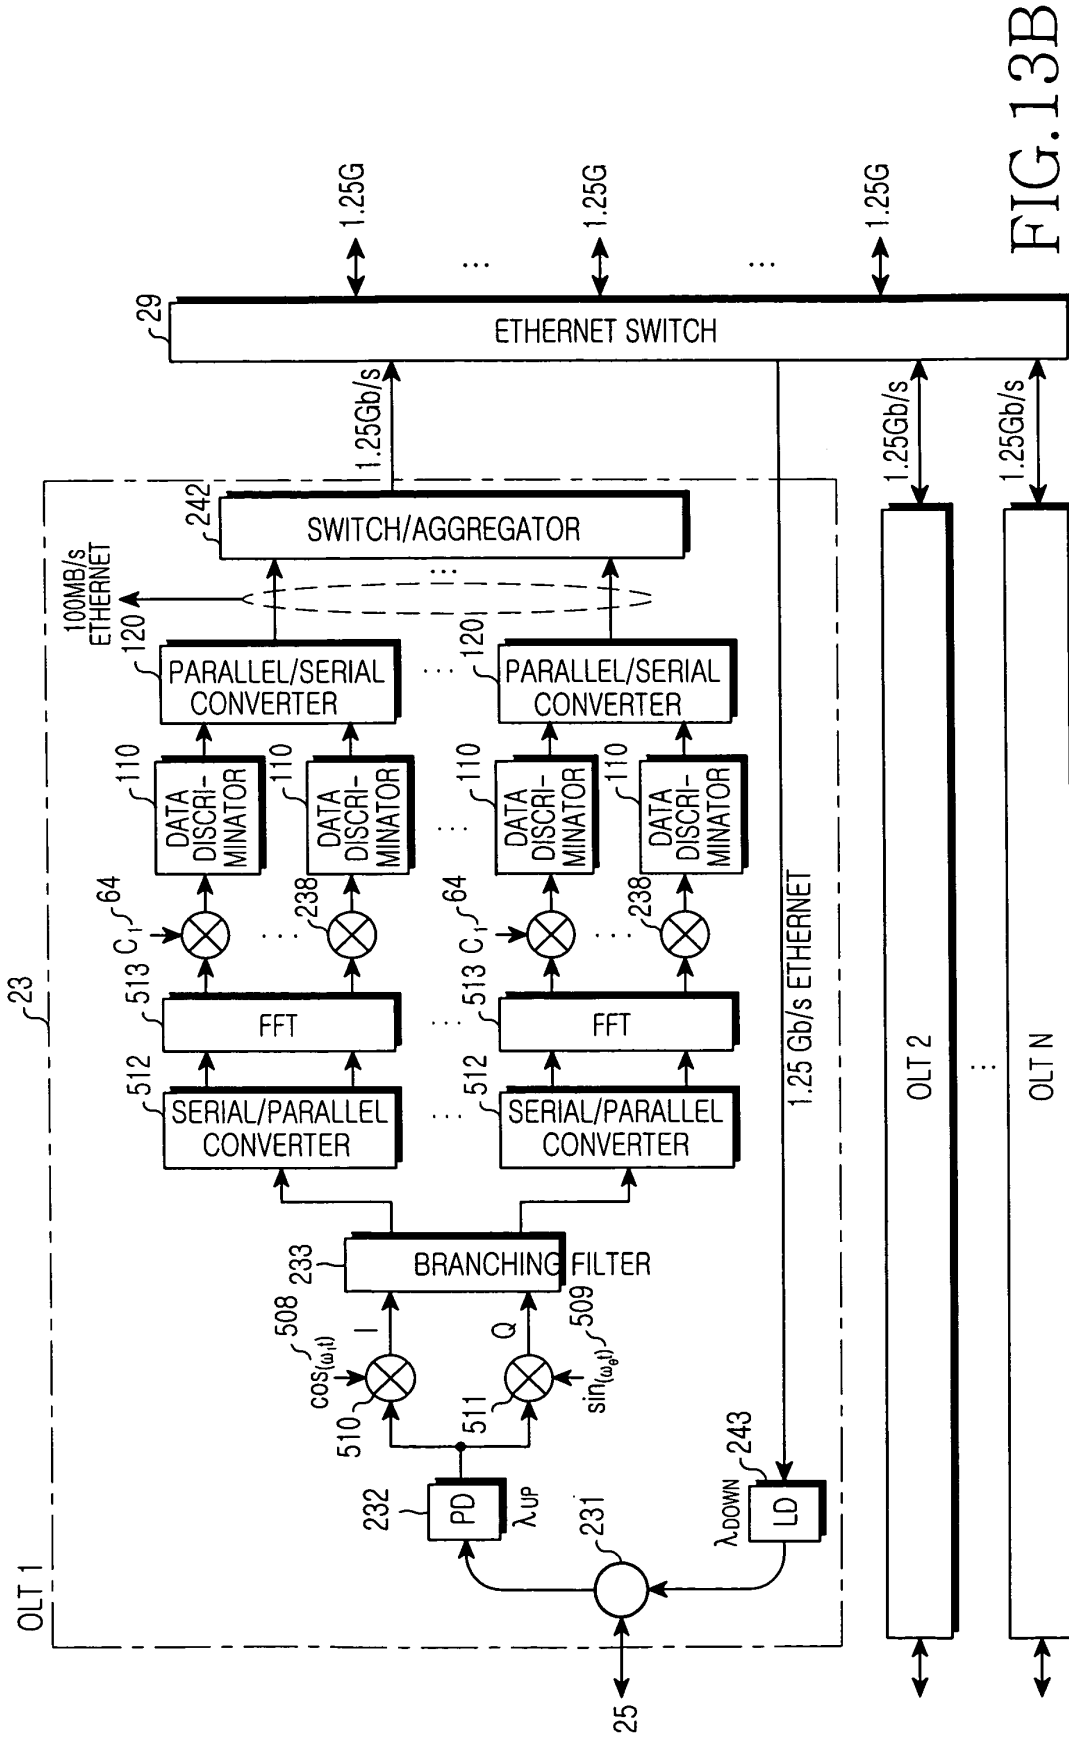 OLT 1
23
25
231
232
PD
λUP
λDOWN
243
LD
510
cos(ω1t)
508
I
511
Q
sin(ωθt)
509
233
BRANCHING FILTER
512
SERIAL/PARALLEL
CONVERTER
...
512
SERIAL/PARALLEL
CONVERTER
513
FFT
...
513
FFT
C1
64
...
238
C1
64
...
238
110
DATA
DISCRI-
MINATOR
110
DATA
DISCRI-
MINATOR
...
110
DATA
DISCRI-
MINATOR
110
DATA
DISCRI-
MINATOR
120
PARALLEL/SERIAL
CONVERTER
...
120
PARALLEL/SERIAL
CONVERTER
100MB/s
ETHERNET
...
242
SWITCH/AGGREGATOR
1.25Gb/s
1.25 Gb/s ETHERNET
29
ETHERNET SWITCH
1.25G
...
1.25G
...
1.25G
OLT 2
1.25Gb/s
...
OLT N
1.25Gb/s
FIG.13B